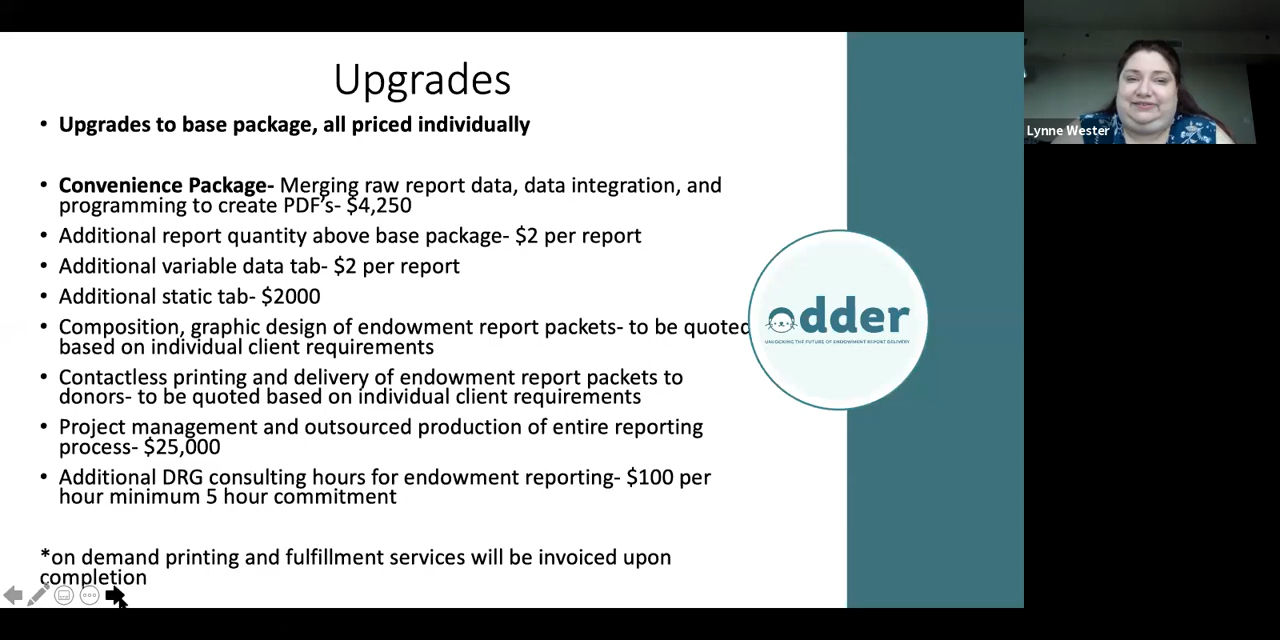 Upgrades
• Upgrades to base package, all priced individually
• Convenience Package- Merging raw report data, data integration, and
programming to create PDF's- $4,250
• Additional report quantity above base package- $2 per report
• Additional variable data tab- $2 per report
• Additional static tab- $2000
• Composition, graphic design of endowment report packets- to be quoted
based on individual client requirements
• Contactless printing and delivery of endowment report packets to
donors- to be quoted based on individual client requirements
• Project management and outsourced production of entire reporting
process- $25,000
• Additional DRG consulting hours for endowment reporting- $100 per
hour minimum 5 hour commitment
*on demand printing and fulfillment services will be invoiced upon
completion
odder
UNLOCKING THE FUTURE OF ENDOWMENT REPORT DELIVERY
Lynne Wester